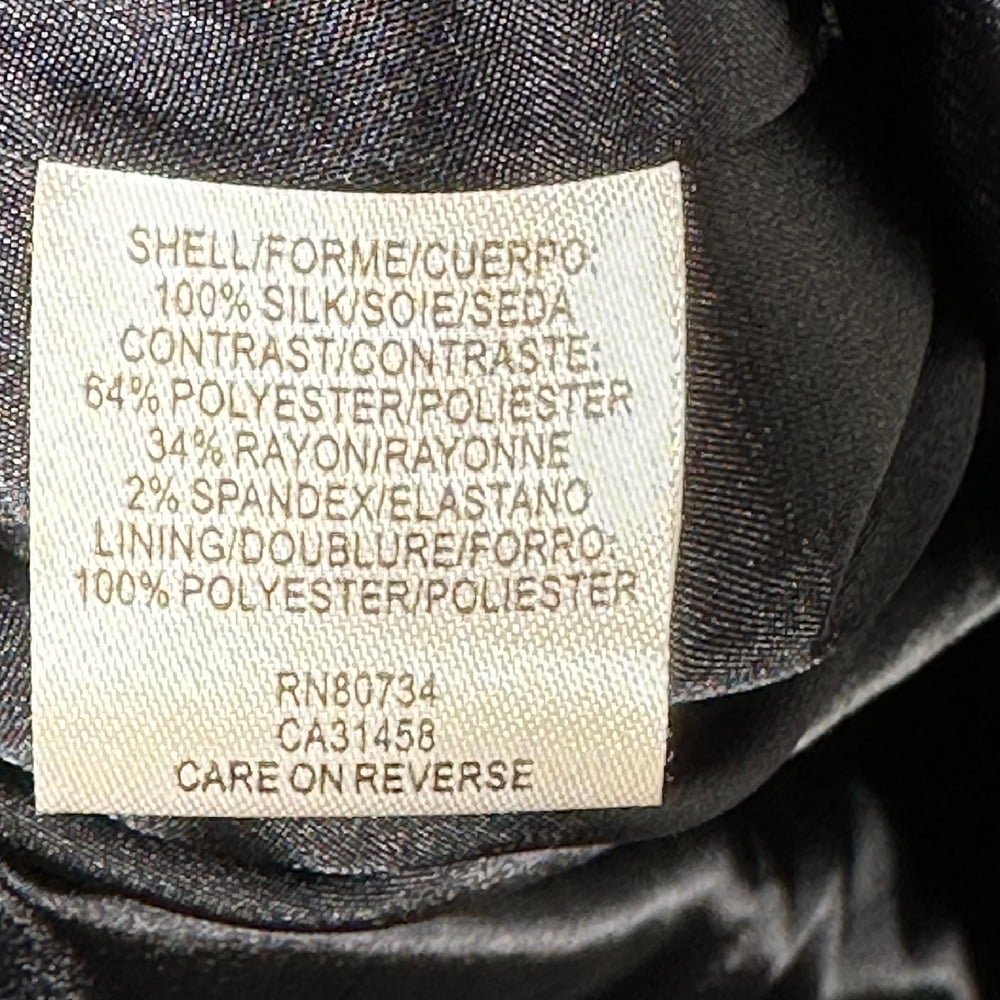 SHELL/FORME/CUERPO:
100% SILK/SOIE/SEDA
CONTRAST/CONTRASTE:
64% POLYESTER/POLIESTER
34% RAYON/RAYONNE
2% SPANDEX/ELASTANO
LINING/DOUBLURE/FORRO:
100% POLYESTER/POLIESTER
RN80734
CA31458
CARE ON REVERSE